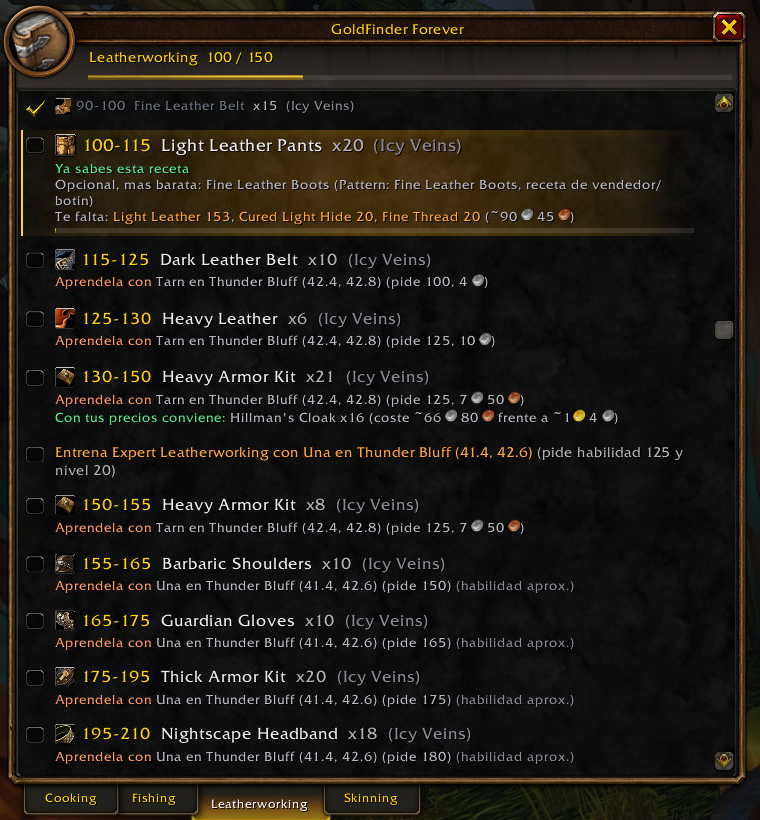 GoldFinder Forever
Leatherworking 100 / 150
90-100 Fine Leather Belt x15 (Icy Veins)
100-115 Light Leather Pants x20 (Icy Veins)
Ya sabes esta receta
Opcional, mas barata: Fine Leather Boots (Pattern: Fine Leather Boots, receta de vendedor/
botin)
Te falta: Light Leather 153, Cured Light Hide 20, Fine Thread 20 (~90 45)
115-125 Dark Leather Belt x10 (Icy Veins)
Aprendela con Tarn en Thunder Bluff (42.4, 42.8) (pide 100, 4)
125-130 Heavy Leather x6 (Icy Veins)
Aprendela con Tarn en Thunder Bluff (42.4, 42.8) (pide 125, 10)
130-150 Heavy Armor Kit x21 (Icy Veins)
Aprendela con Tarn en Thunder Bluff (42.4, 42.8) (pide 125, 7 50)
Con tus precios conviene: Hillman's Cloak x16 (coste ~66 80 frente a ~1 4)
Entrena Expert Leatherworking con Una en Thunder Bluff (41.4, 42.6) (pide habilidad 125 y
nivel 20)
150-155 Heavy Armor Kit x8 (Icy Veins)
Aprendela con Tarn en Thunder Bluff (42.4, 42.8) (pide 125, 7 50)
155-165 Barbaric Shoulders x10 (Icy Veins)
Aprendela con Una en Thunder Bluff (41.4, 42.6) (pide 150) (habilidad aprox.)
165-175 Guardian Gloves x10 (Icy Veins)
Aprendela con Una en Thunder Bluff (41.4, 42.6) (pide 165) (habilidad aprox.)
175-195 Thick Armor Kit x20 (Icy Veins)
Aprendela con Una en Thunder Bluff (41.4, 42.6) (pide 175) (habilidad aprox.)
195-210 Nightscape Headband x18 (Icy Veins)
Aprendela con Una en Thunder Bluff (41.4, 42.6) (pide 180) (habilidad aprox.)
Cooking Fishing Leatherworking Skinning